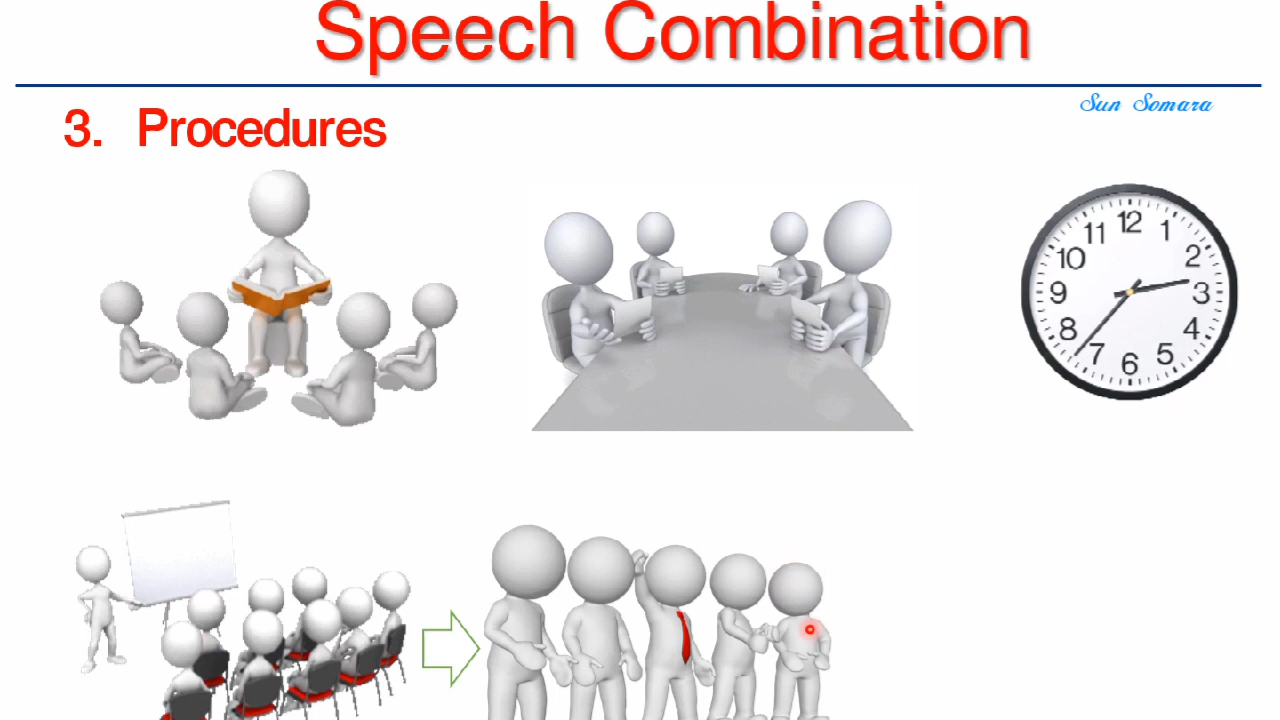 Speech Combination
Sun Somara
3. Procedures
12
11 1
10 2
9 3
8 4
7 5
6